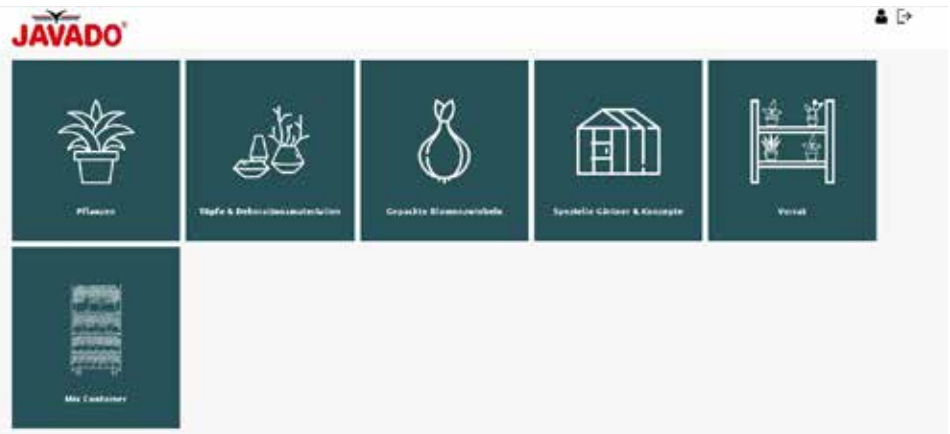 JAVADO®
Pflanzen
Töpfe & Dekorationsmaterialien
Gepackte Blumenzwiebeln
Spezielle Gärtner & Konzepte
Vorrat
Mix Container